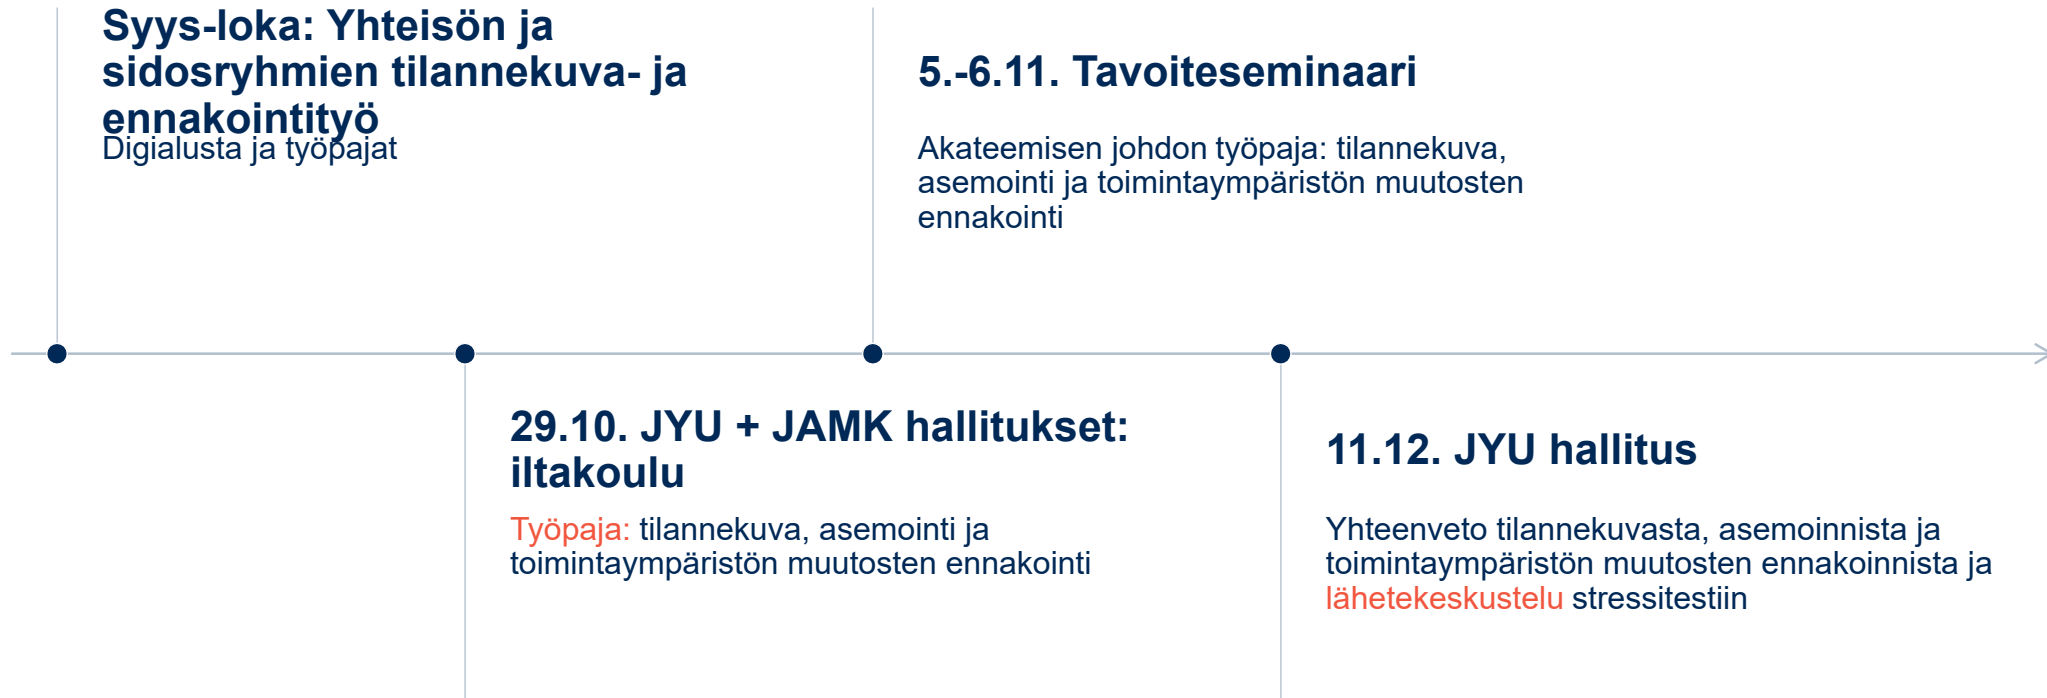 Syys-loka: Yhteisön ja
sidosryhmien tilannekuva- ja
ennakointityö
Digialusta ja työpajat
5.-6.11. Tavoiteseminaari
Akateemisen johdon työpaja: tilannekuva,
asemointi ja toimintaympäristön muutosten
ennakointi
29.10. JYU + JAMK hallitukset:
iltakoulu
Työpaja: tilannekuva, asemointi ja
toimintaympäristön muutosten ennakointi
11.12. JYU hallitus
Yhteenveto tilannekuvasta, asemoinnista ja
toimintaympäristön muutosten ennakoinnista ja
lähetekeskustelu stressitestiin